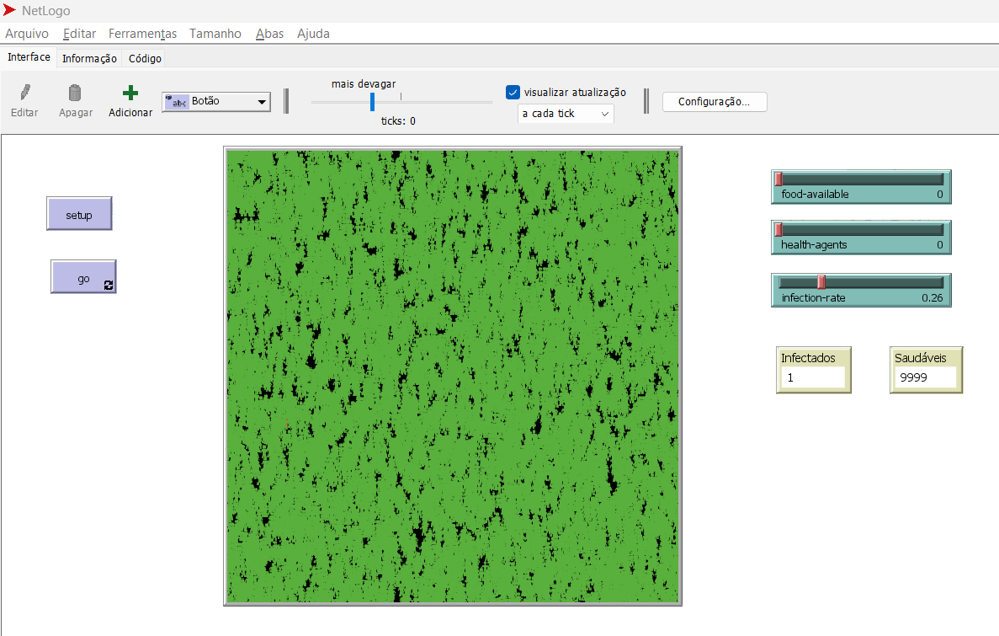 NetLogo
Arquivo Editar Ferramentas Tamanho Abas Ajuda
Interface Informação Código
mais devagar
Editar Apagar Adicionar
abc Botão
ticks: 0
visualizar atualização
a cada tick
Configuração...
setup
go
food-available 0
health-agents 0
infection-rate 0.26
Infectados Saudáveis
1 9999